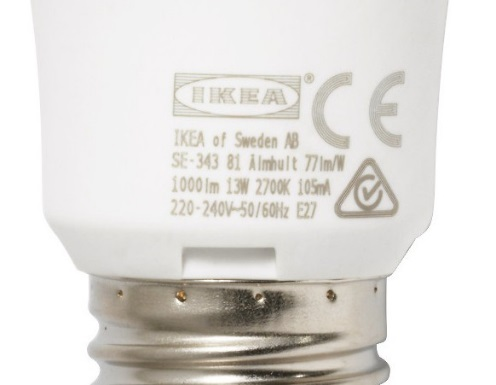 IKEA® CE
IKEA of Sweden AB
SE-343 81 Älmhult 77lm/W
1000lm 13W 2700K 105mA
220-240V~50/60Hz E27